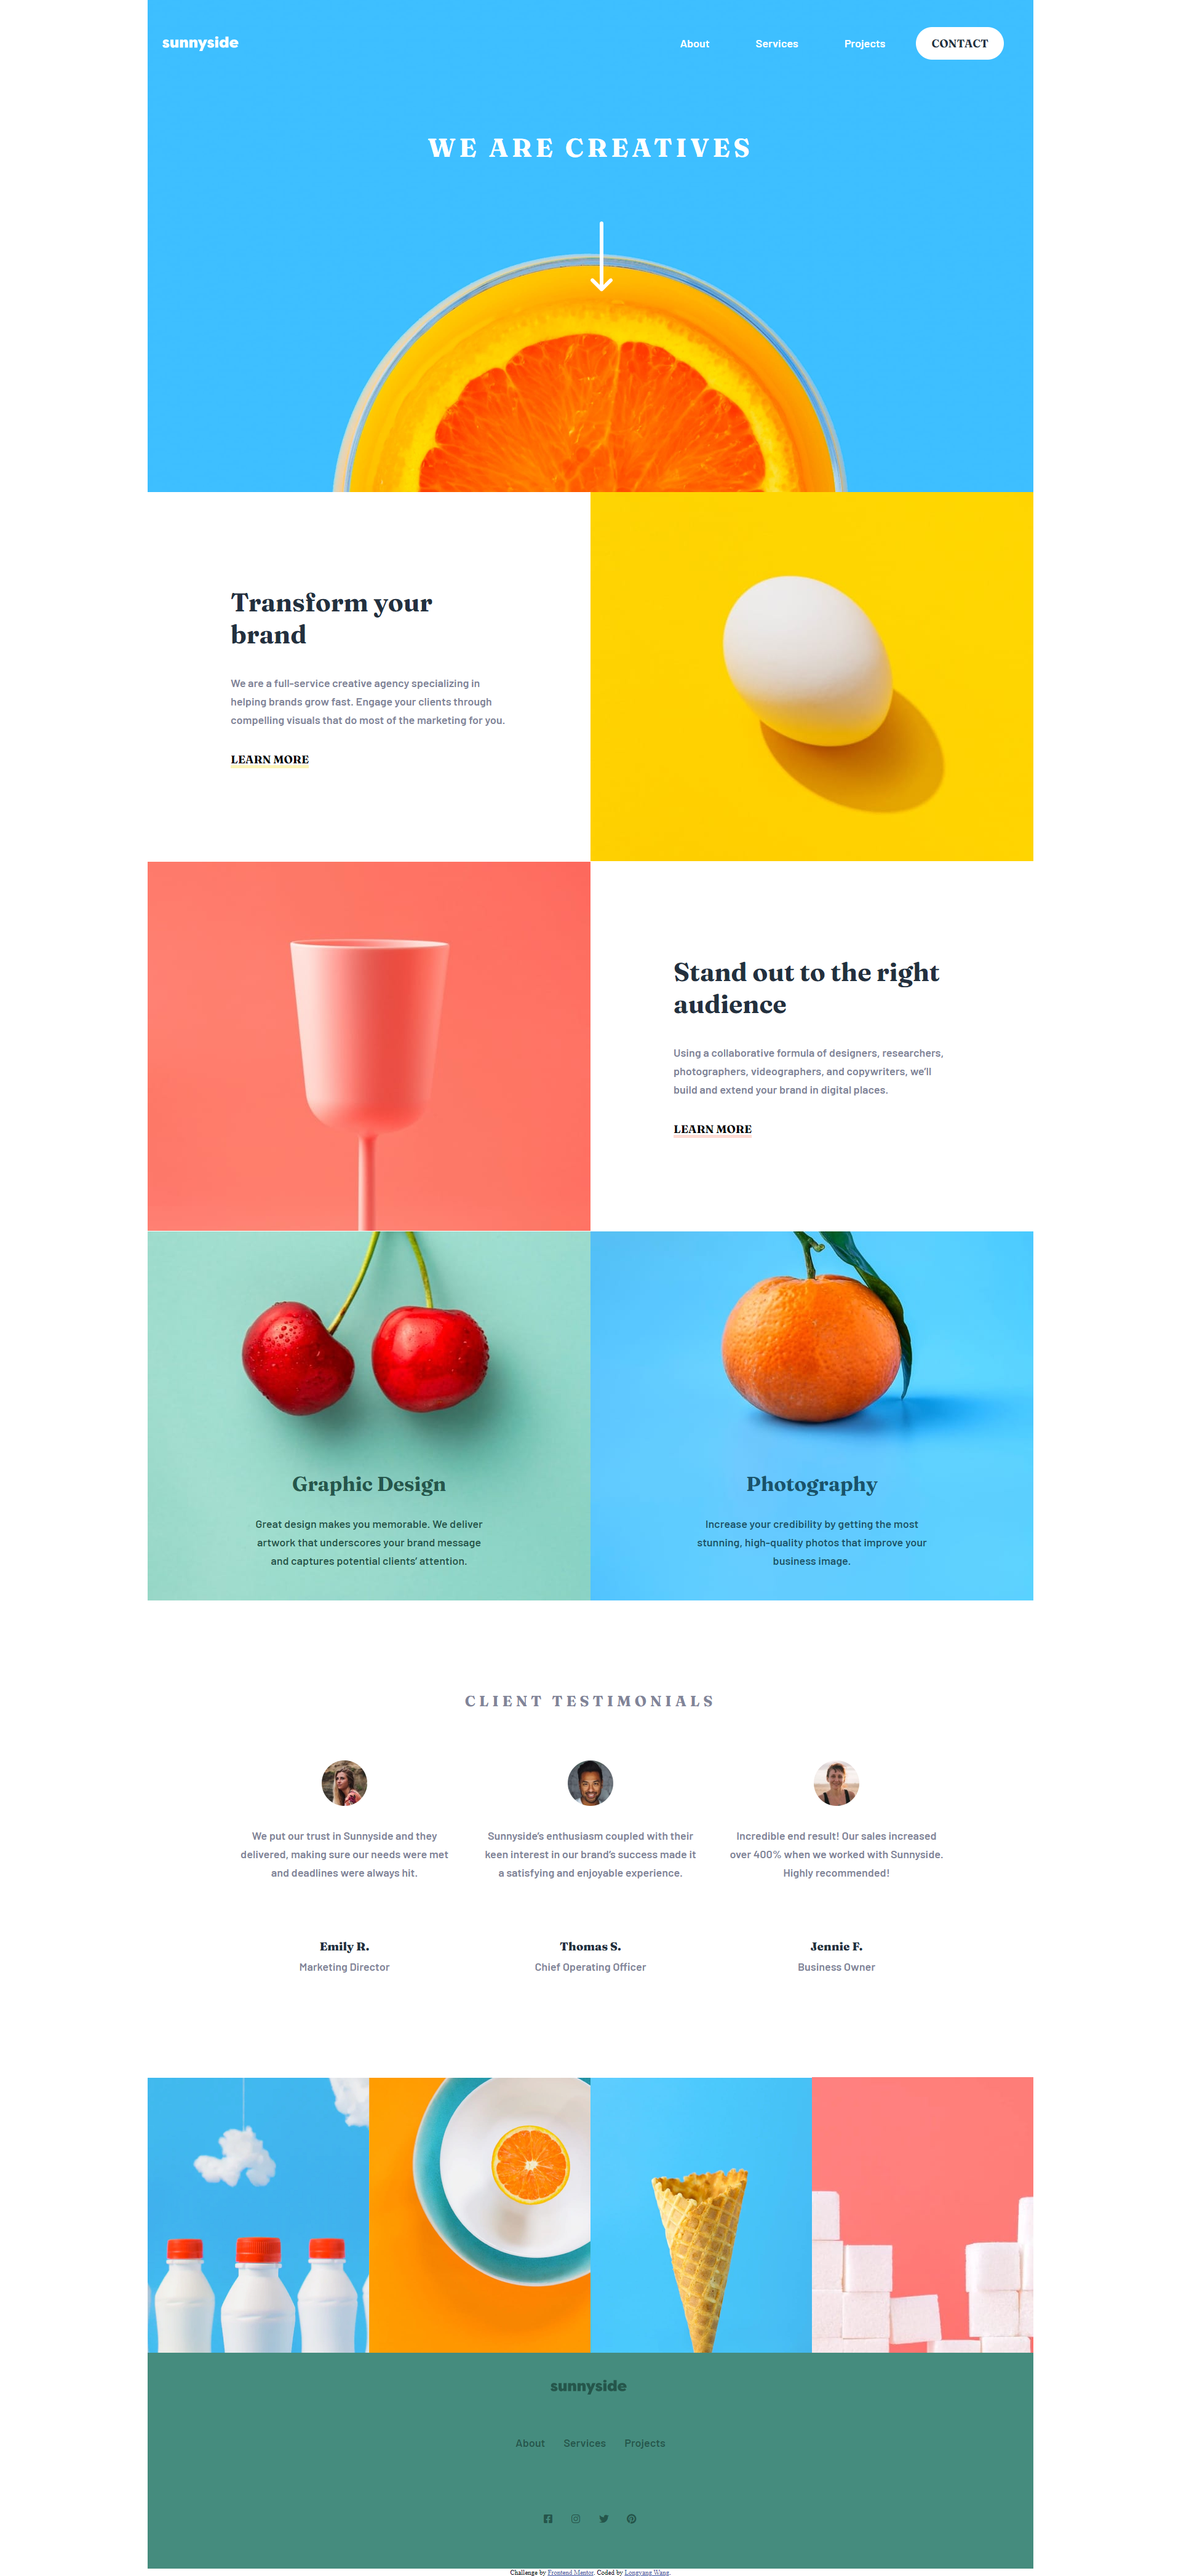 sunnyside
About Services Projects CONTACT
WE ARE CREATIVES
Transform your
brand
We are a full-service creative agency specializing in
helping brands grow fast. Engage your clients through
compelling visuals that do most of the marketing for you.
LEARN MORE
Stand out to the right
audience
Using a collaborative formula of designers, researchers,
photographers, videographers, and copywriters, we'll
build and extend your brand in digital places.
LEARN MORE
Graphic Design
Great design makes you memorable. We deliver
artwork that underscores your brand message
and captures potential clients’ attention.
Photography
Increase your credibility by getting the most
stunning, high-quality photos that improve your
business image.
CLIENT TESTIMONIALS
We put our trust in Sunnyside and they
delivered, making sure our needs were met
and deadlines were always hit.
Emily R.
Marketing Director
Sunnyside’s enthusiasm coupled with their
keen interest in our brand’s success made it
a satisfying and enjoyable experience.
Thomas S.
Chief Operating Officer
Incredible end result! Our sales increased
over 400% when we worked with Sunnyside.
Highly recommended!
Jennie F.
Business Owner
sunnyside
About Services Projects
Challenge by Frontend Mentor. Coded by Longyang Wang.